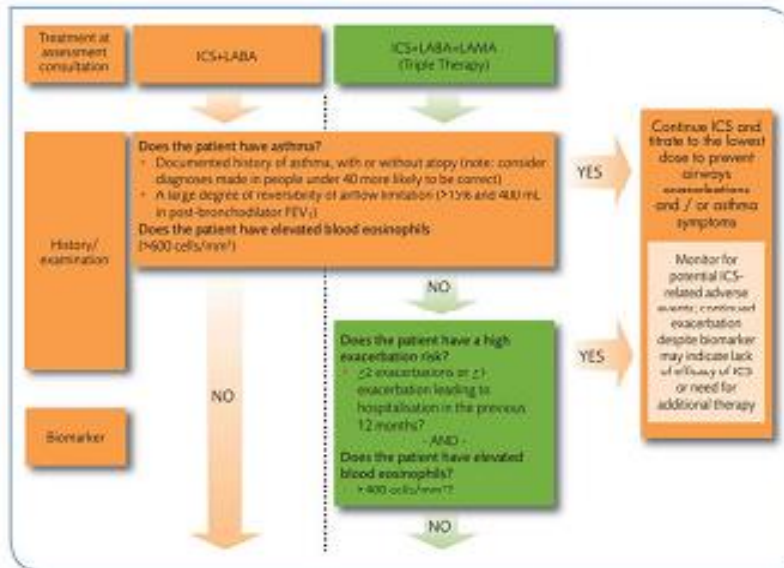 Treatment at
assessment
consultation
ICS+LABA
ICS+LABA+LAMA
(Triple Therapy)
History/
examination
Does the patient have asthma?
• Documented history of asthma, with or without atopy (note: consider
diagnoses made in people under 40 more likely to be correct)
• A large degree of reversibility of airflow limitation (>15% and 400 mL
in post-bronchodilator FEV₁)
Does the patient have elevated blood eosinophils
(>600 cells/mm³)
YES
Continue ICS and
titrate to the lowest
dose to prevent
airways
exacerbations
and / or asthma
symptoms
Monitor for
potential ICS-
related adverse
events; continued
exacerbation
despite biomarker
may indicate lack
of efficacy of ICS
or need for
additional therapy
NO
Does the patient have a high
exacerbation risk?
• ≥2 exacerbations or ≥1
exacerbation leading to
hospitalisation in the previous
12 months?
- AND -
Does the patient have elevated
blood eosinophils?
cells/mm³?
YES
NO
Biomarker
NO